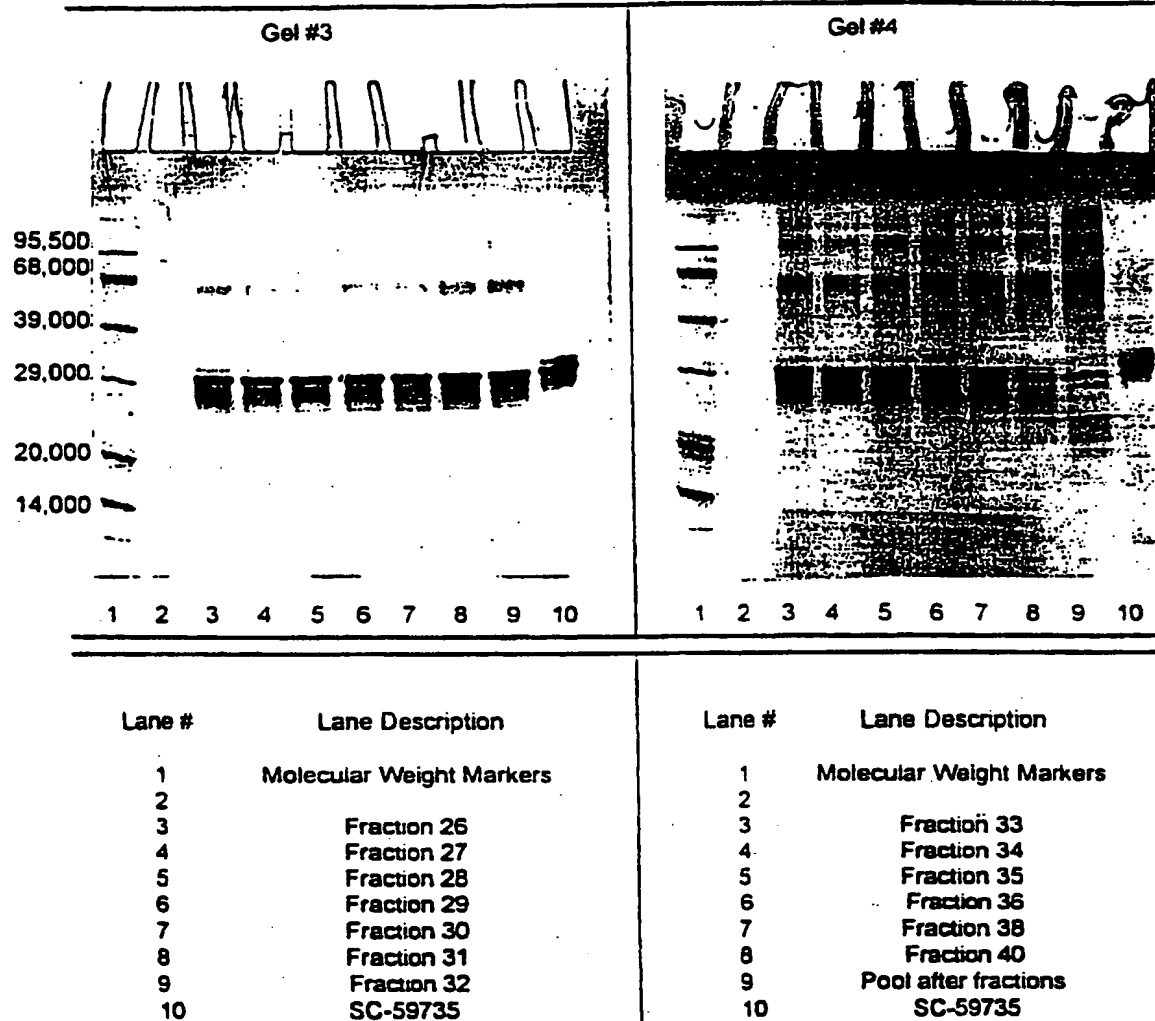 Gel #3
95,500
68,000
39,000
29,000
20,000
14,000
1 2 3 4 5 6 7 8 9 10
Gel #4
1 2 3 4 5 6 7 8 9 10
Lane # Lane Description
1 Molecular Weight Markers
2
3 Fraction 26
4 Fraction 27
5 Fraction 28
6 Fraction 29
7 Fraction 30
8 Fraction 31
9 Fraction 32
10 SC-59735
Lane # Lane Description
1 Molecular Weight Markers
2
3 Fraction 33
4 Fraction 34
5 Fraction 35
6 Fraction 36
7 Fraction 38
8 Fraction 40
9 Pool after fractions
10 SC-59735